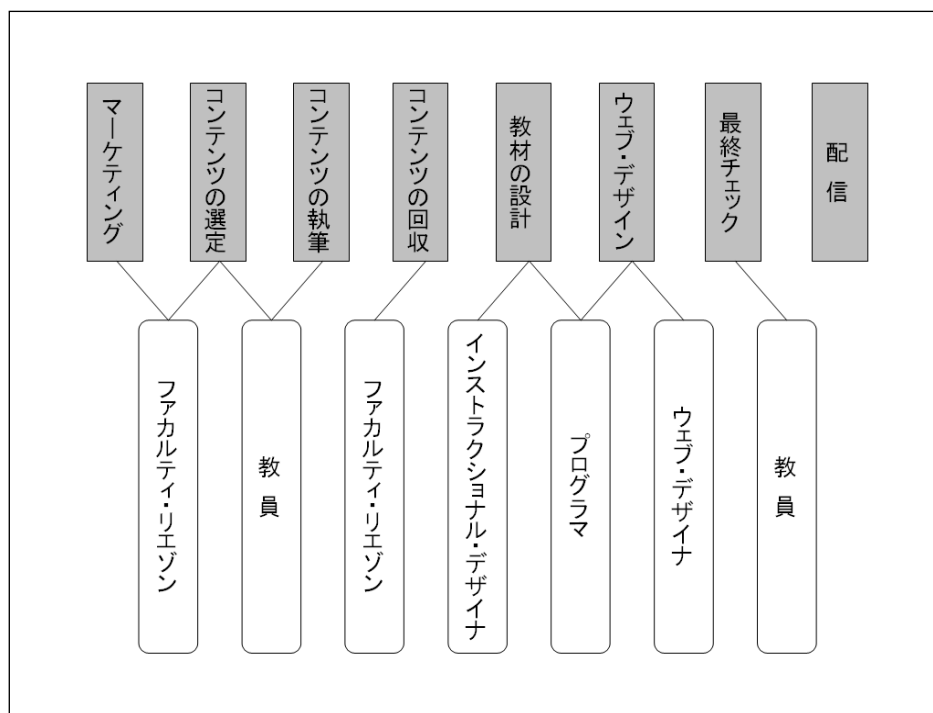 マーケティング
コンテンツの選定
コンテンツの執筆
コンテンツの回収
教材の設計
ウェブ・デザイン
最終チェック
配信
ファカルティ・リエゾン
教員
ファカルティ・リエゾン
インストラクショナル・デザイナ
プログラマ
ウェブ・デザイナ
教員